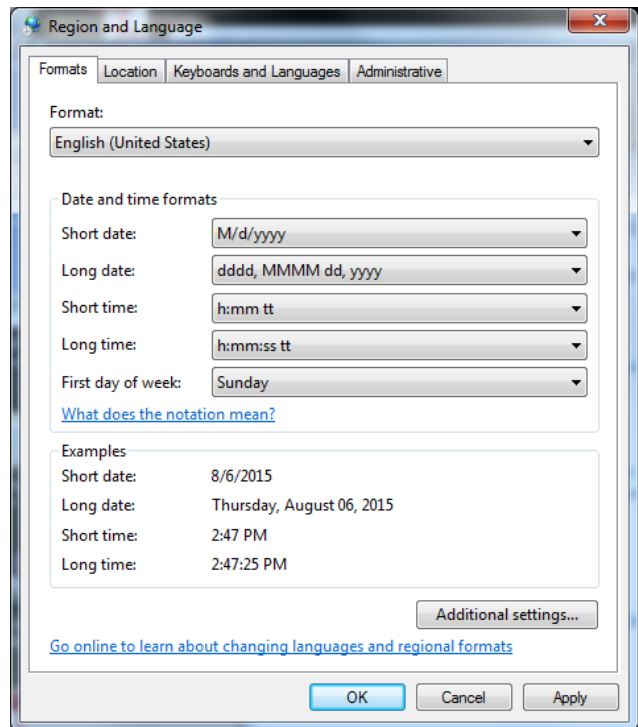 Region and Language
Formats Location Keyboards and Languages Administrative
Format:
English (United States)
Date and time formats
Short date: M/d/yyyy
Long date: dddd, MMMM dd, yyyy
Short time: h:mm tt
Long time: h:mm:ss tt
First day of week: Sunday
What does the notation mean?
Examples
Short date: 8/6/2015
Long date: Thursday, August 06, 2015
Short time: 2:47 PM
Long time: 2:47:25 PM
Additional settings...
Go online to learn about changing languages and regional formats
OK Cancel Apply